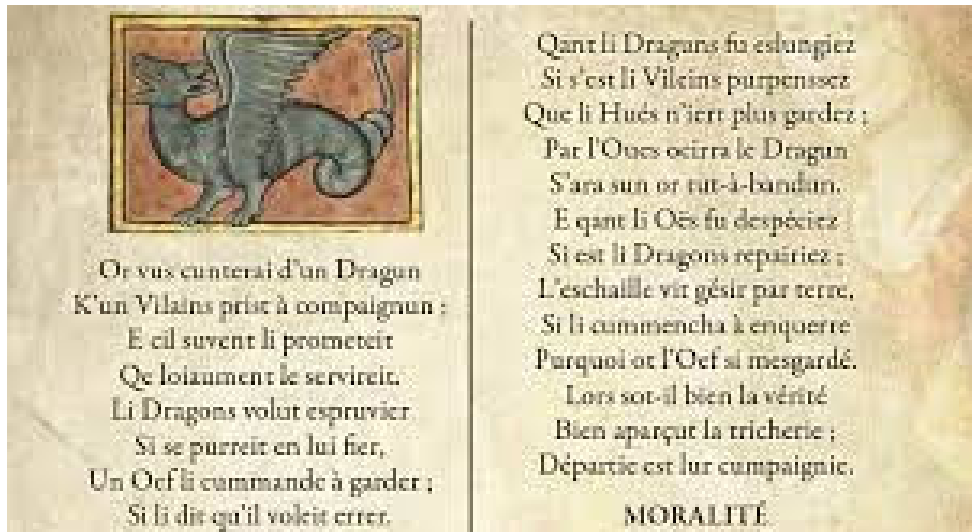 Or vus cunterai d'un Dragun
K'un Vilains prist à compaignun :
E cil suvent li prometeit
Qe loiaument le servireit.
Li Dragons volut espruvier
Si se purreit en lui fier,
Un Oef li cummande à garder ;
Si li dit qu'il voleit errer.
Qant li Draguns fu eslungiez
Si s'est li Vileins purpenssez
Que li Hués n'iert plus gardez ;
Par l'Oues ocirra le Dragun
S'ara sun or tut-à-bandun.
E qant li Oës fu despéciez
Si est li Dragons repairiez ;
L'eschaille vit gésir par terre,
Si li cummencha à enquerre
Purquoi ot l'Oef si mesgardé.
Lors sot-il bien la vérité
Bien aparçut la tricherie ;
Départie est lur cumpaignie.
MORALITÉ